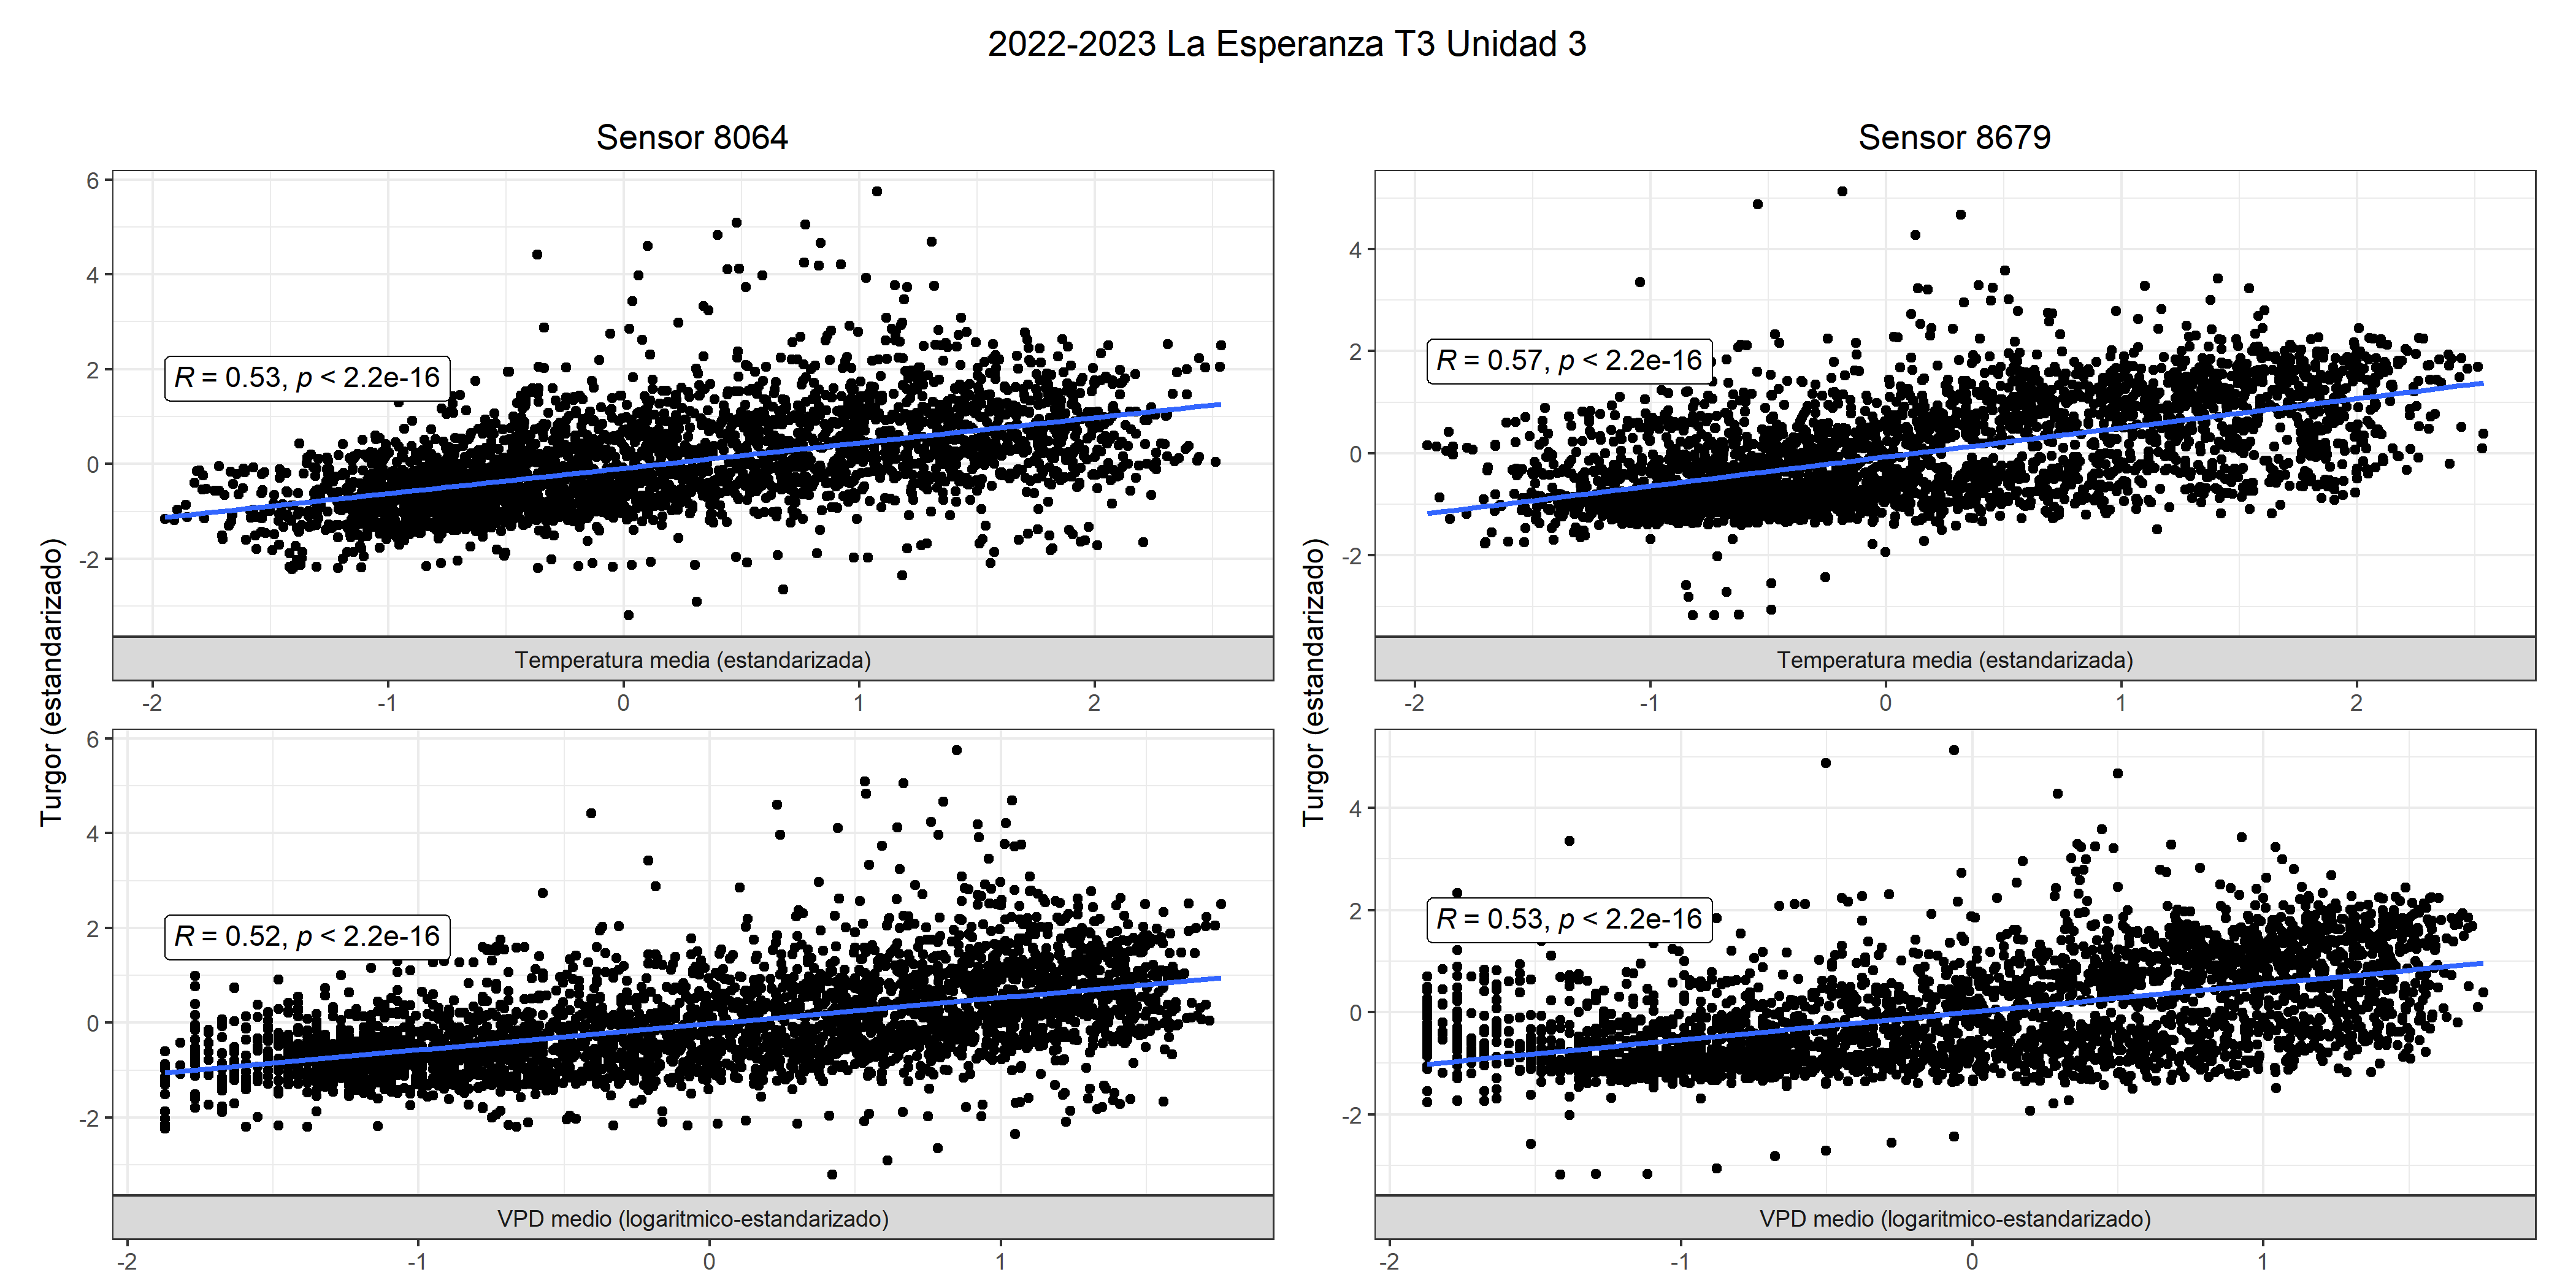 2022-2023 La Esperanza T3 Unidad 3
Sensor 8064
Sensor 8679
Turgor (estandarizado)
6
4
2
0
-2
R = 0.53, p < 2.2e-16
Temperatura media (estandarizada)
-2 -1 0 1 2
6
4
2
0
-2
R = 0.52, p < 2.2e-16
VPD medio (logaritmico-estandarizado)
-2 -1 0 1
Turgor (estandarizado)
4
2
0
-2
R = 0.57, p < 2.2e-16
Temperatura media (estandarizada)
-2 -1 0 1 2
4
2
0
-2
R = 0.53, p < 2.2e-16
VPD medio (logaritmico-estandarizado)
-2 -1 0 1